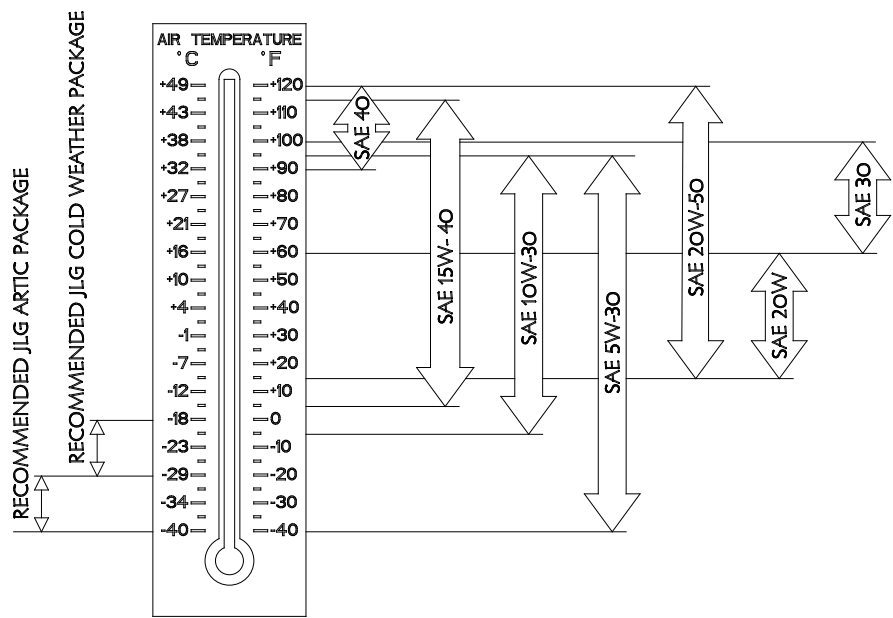 AIR TEMPERATURE
°C °F
+49 +120
+43 +110
+38 +100
+32 +90
+27 +80
+21 +70
+16 +60
+10 +50
+4 +40
-1 +30
-7 +20
-12 +10
-18 0
-23 -10
-29 -20
-34 -30
-40 -40
RECOMMENDED JLG ARTIC PACKAGE
RECOMMENDED JLG COLD WEATHER PACKAGE
SAE 40
SAE 15W- 40
SAE 10W-30
SAE 5W-30
SAE 20W-50
SAE 20W
SAE 30